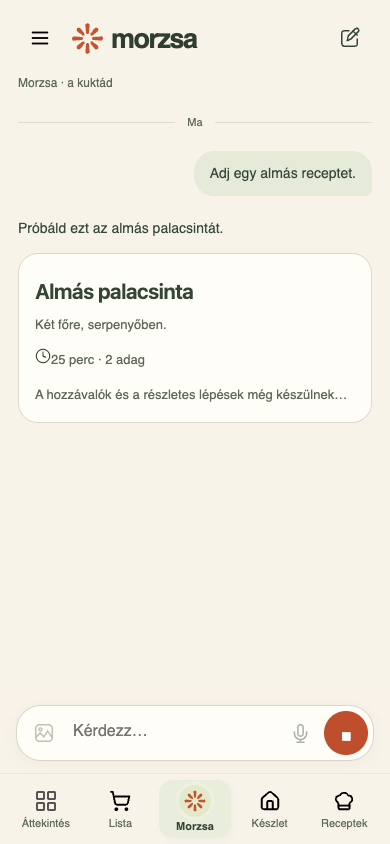 morzsa
Morzsa · a kuktád
Ma
Adj egy almás receptet.
Próbáld ezt az almás palacsintát.
Almás palacsinta
Két főre, serpenyőben.
25 perc · 2 adag
A hozzávalók és a részletes lépések még készülnek…
Kérdezz…
Áttekintés
Lista
Morzsa
Készlet
Receptek